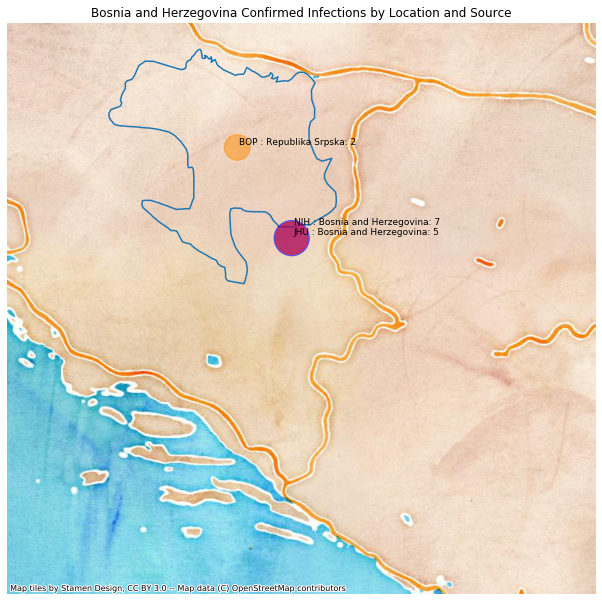 Bosnia and Herzegovina Confirmed Infections by Location and Source
BOP : Republika Srpska: 2
NIH : Bosnia and Herzegovina: 7
JHU : Bosnia and Herzegovina: 5
Map tiles by Stamen Design, CC BY 3.0 -- Map data (C) OpenStreetMap contributors